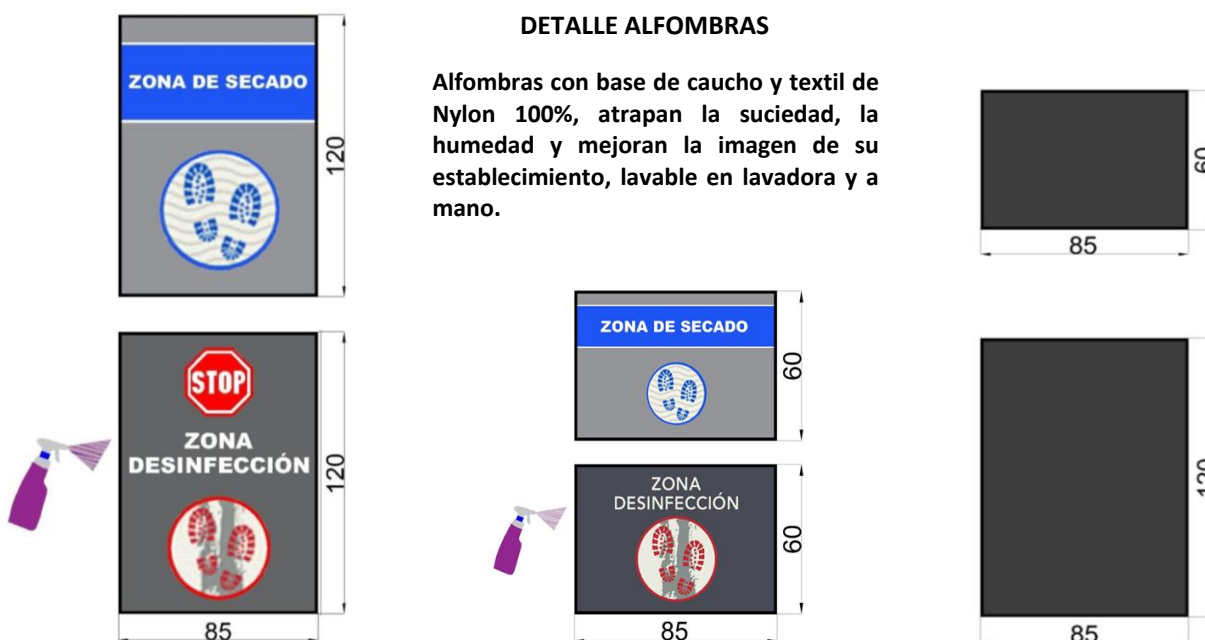 DETALLE ALFOMBRAS
Alfombras con base de caucho y textil de
Nylon 100%, atrapan la suciedad, la
humedad y mejoran la imagen de su
establecimiento, lavable en lavadora y a
mano.
ZONA DE SECADO
120
STOP
ZONA
DESINFECCIÓN
120
85
ZONA DE SECADO
60
ZONA
DESINFECCIÓN
60
85
60
85
120
85